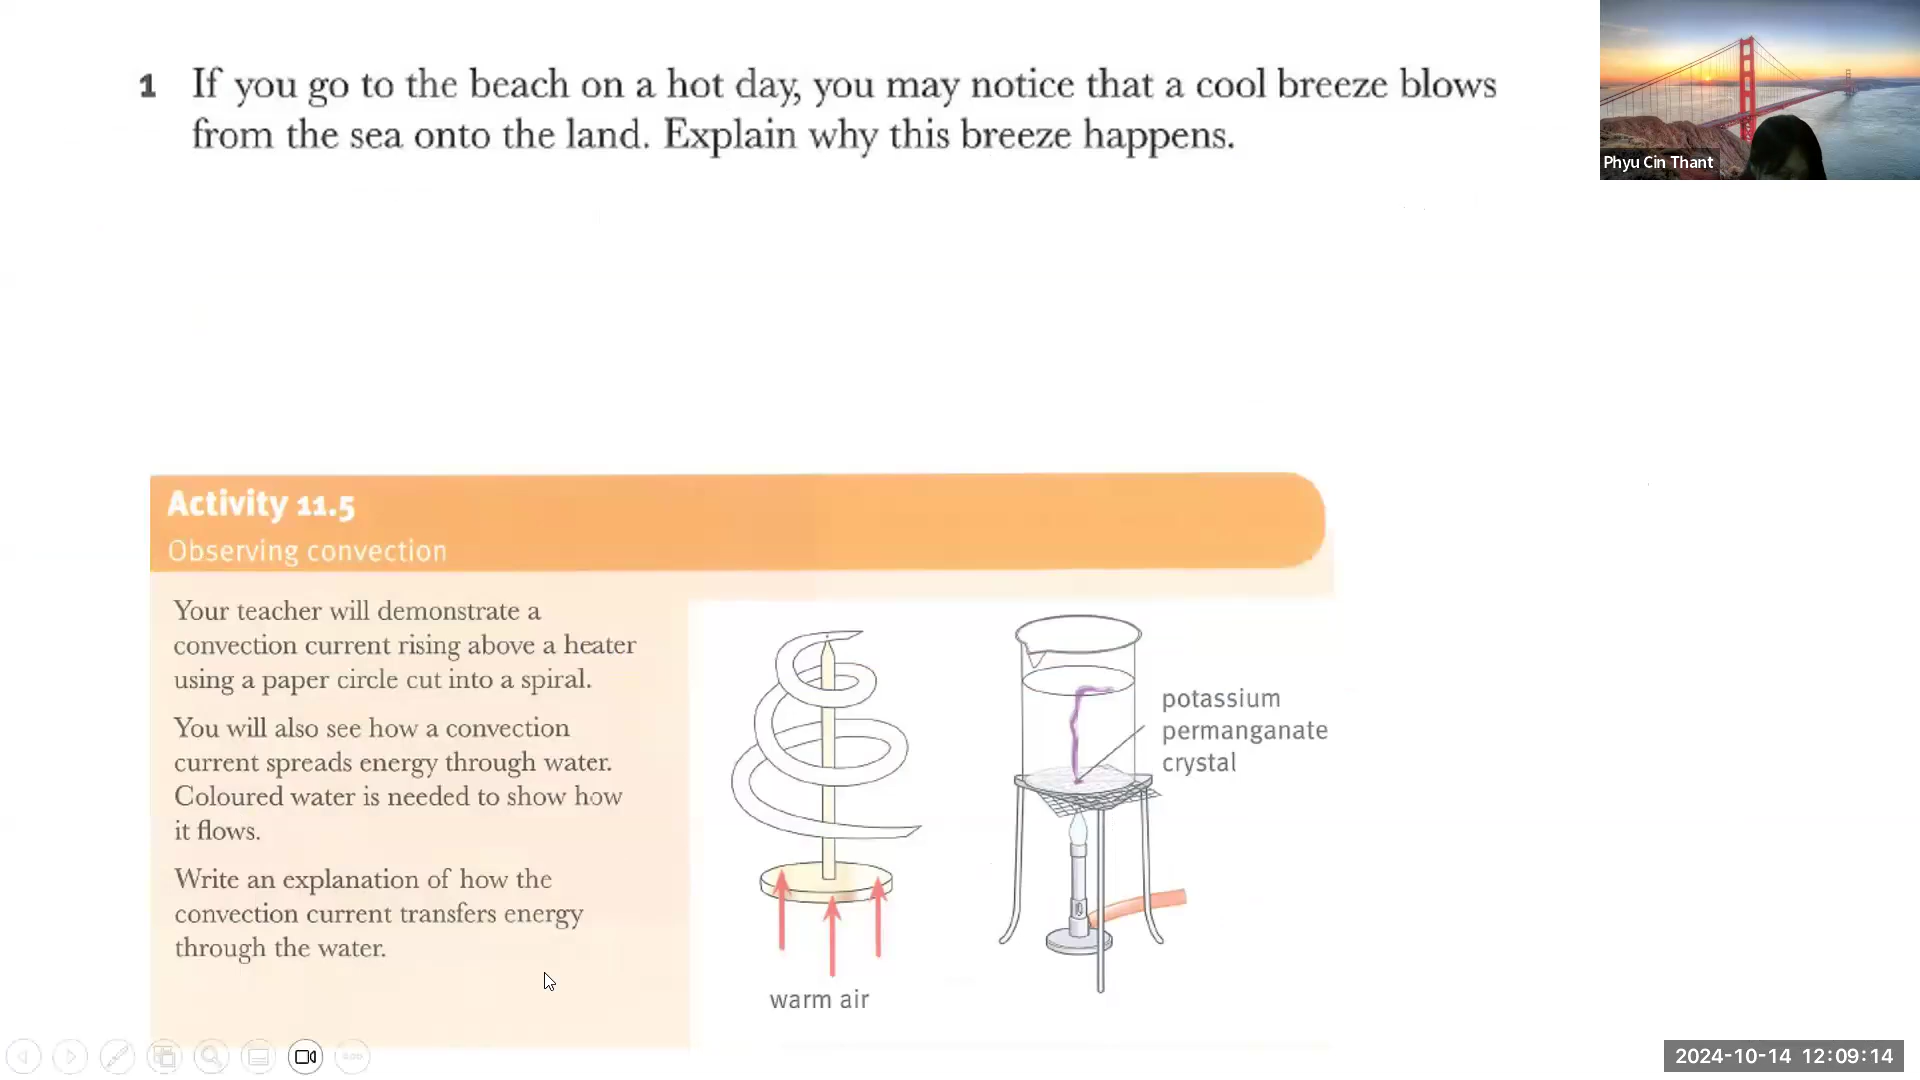 1 If you go to the beach on a hot day, you may notice that a cool breeze blows
from the sea onto the land. Explain why this breeze happens.
Phyu Cin Thant
Activity 11.5
Observing convection
Your teacher will demonstrate a
convection current rising above a heater
using a paper circle cut into a spiral.
You will also see how a convection
current spreads energy through water.
Coloured water is needed to show how
it flows.
Write an explanation of how the
convection current transfers energy
through the water.
warm air
potassium
permanganate
crystal
2024-10-14 12:09:14